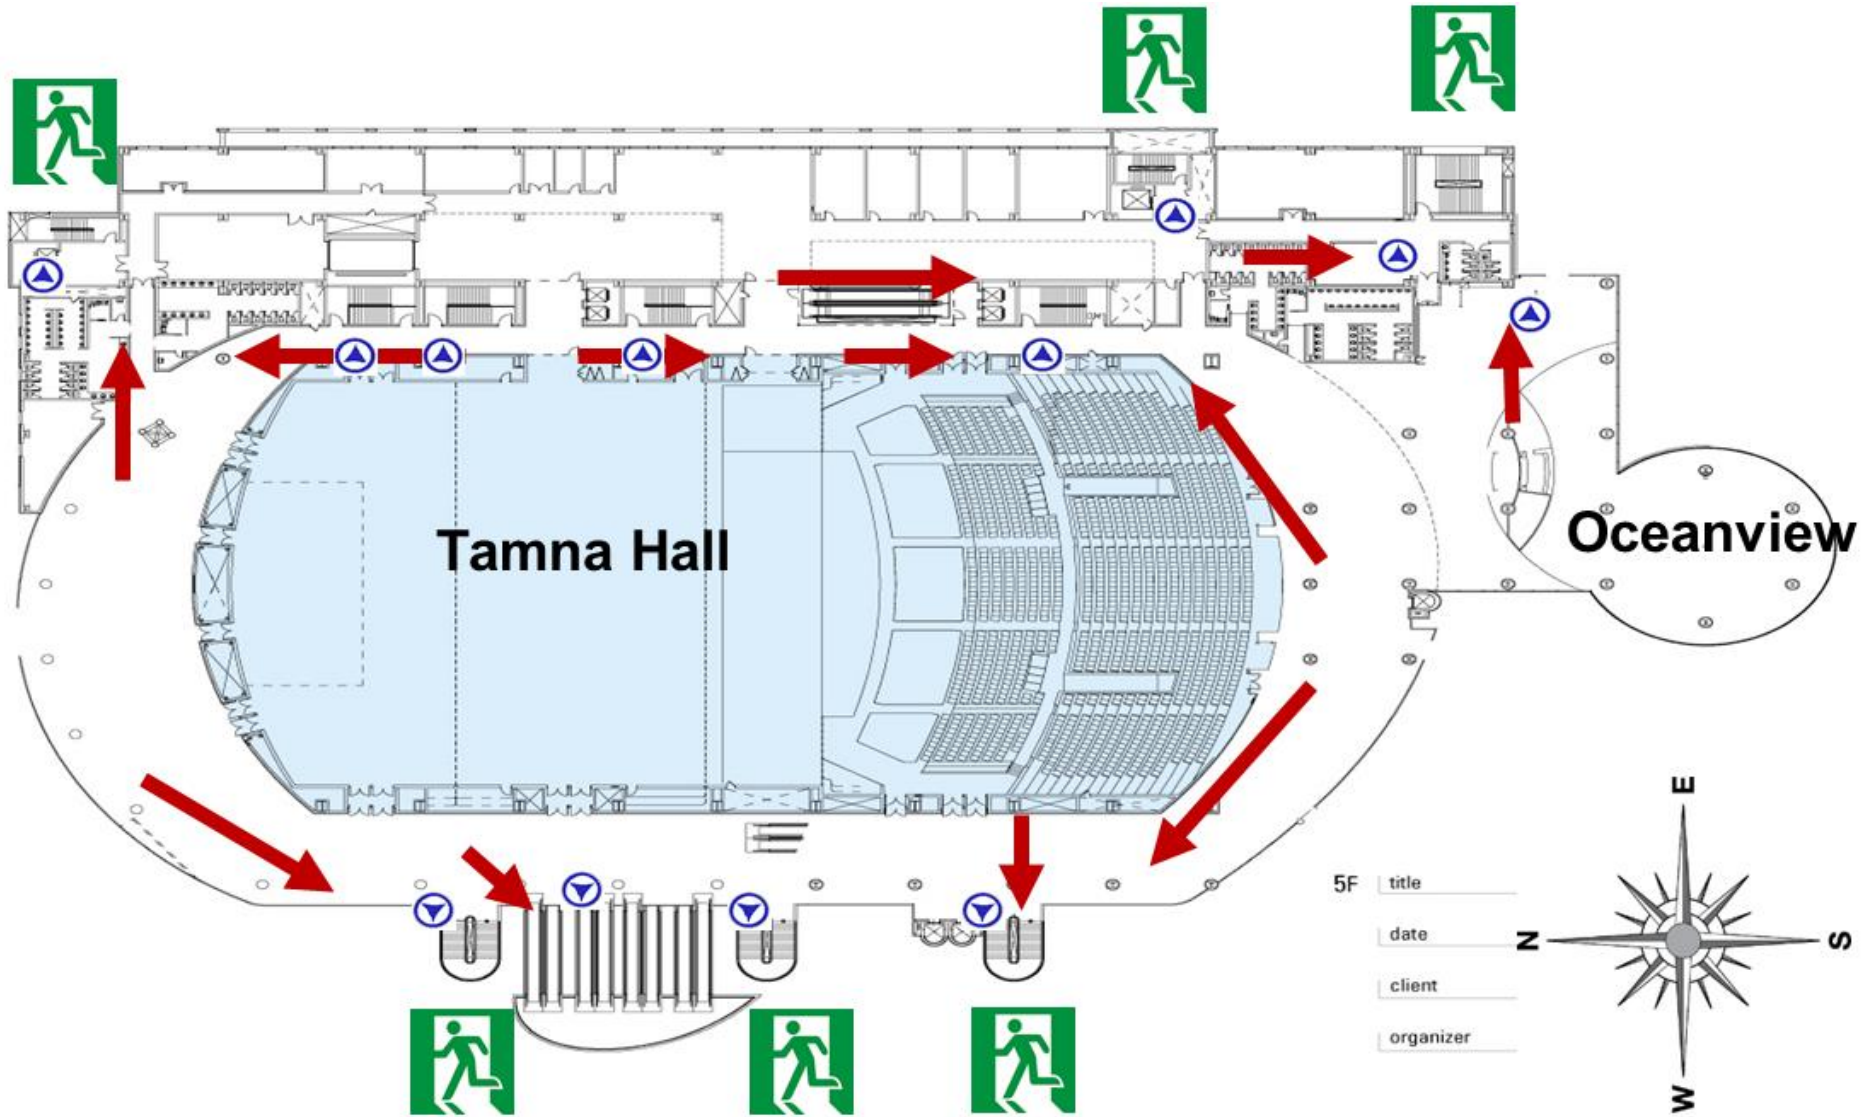 Tamna Hall
Oceanview
5F
title
date
client
organizer
E
N
S
W